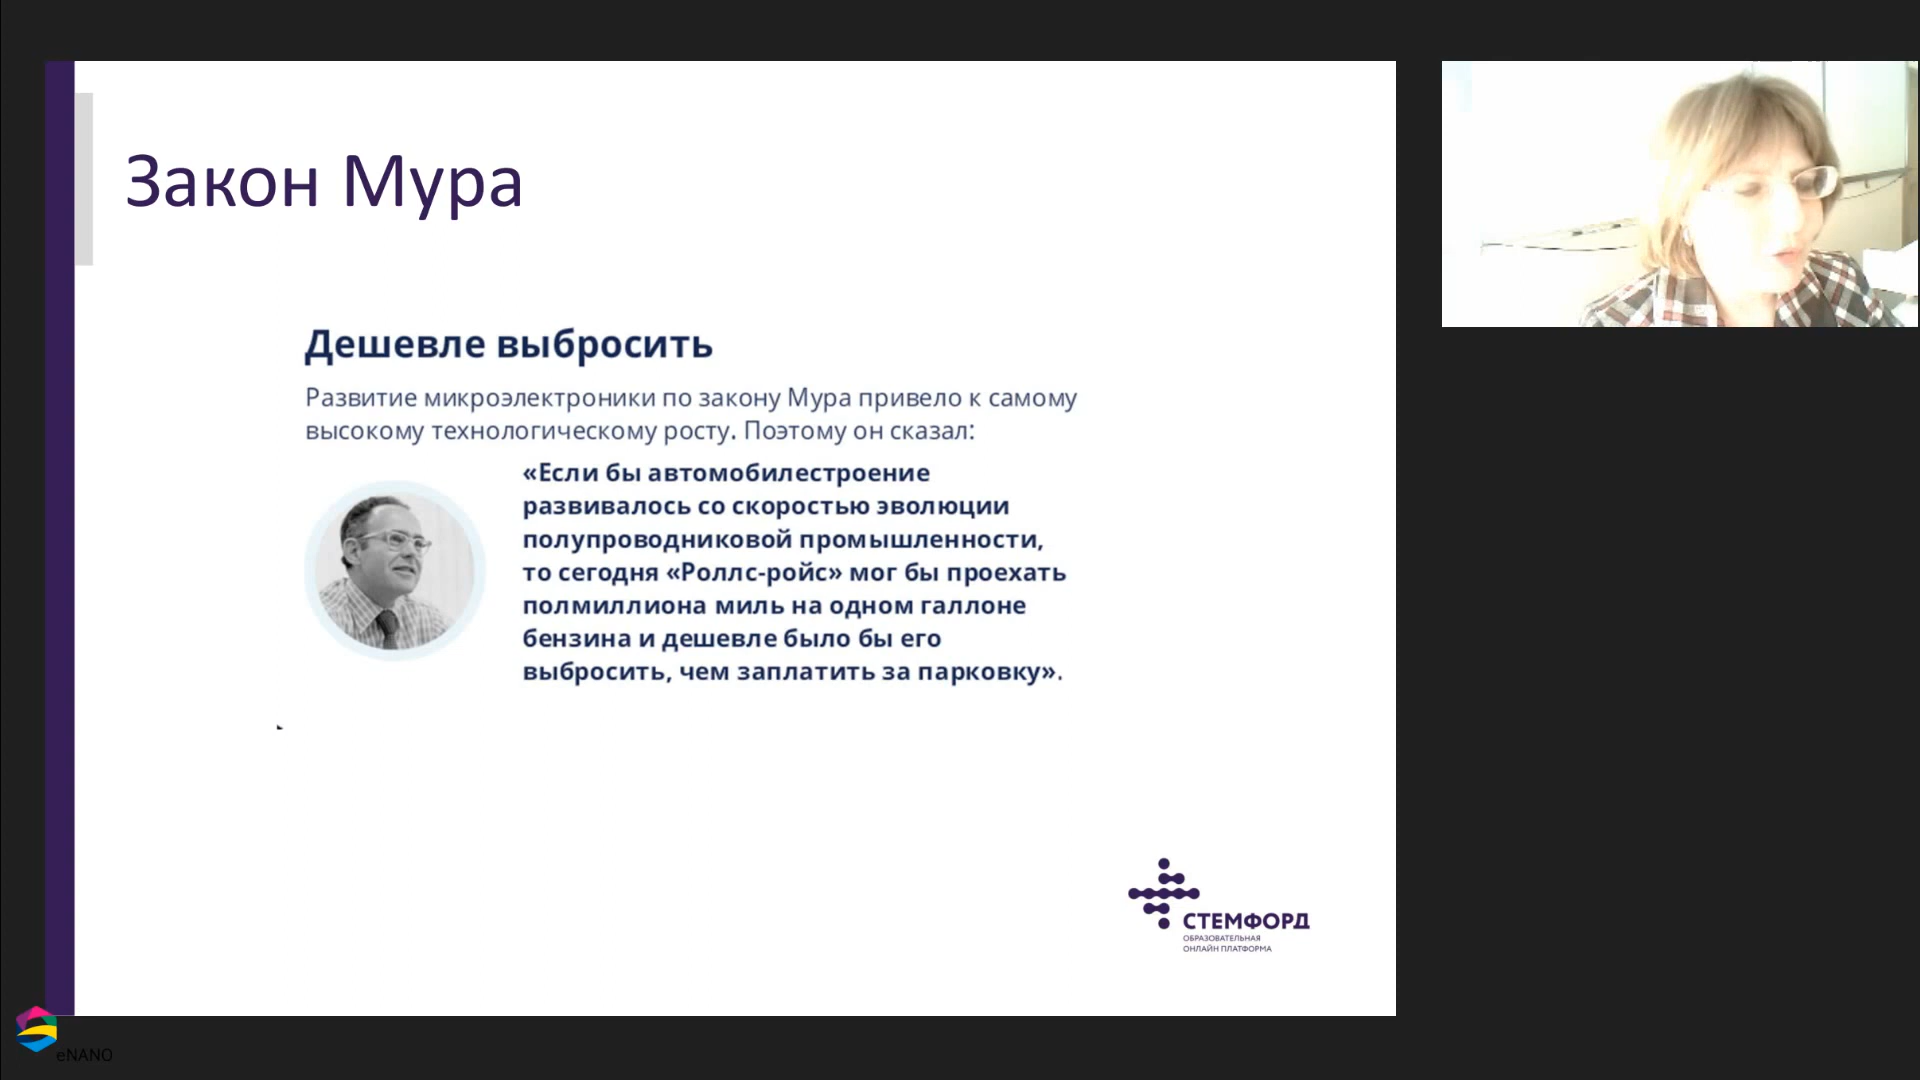 Закон Мура
Дешевле выбросить
Развитие микроэлектроники по закону Мура привело к самому
высокому технологическому росту. Поэтому он сказал:
«Если бы автомобилестроение
развивалось со скоростью эволюции
полупроводниковой промышленности,
то сегодня «Роллс-ройс» мог бы проехать
полмиллиона миль на одном галлоне
бензина и дешевле было бы его
выбросить, чем заплатить за парковку».
СТЕМФОРД
ОБРАЗОВАТЕЛЬНАЯ
ОНЛАЙН ПЛАТФОРМА
eNANO